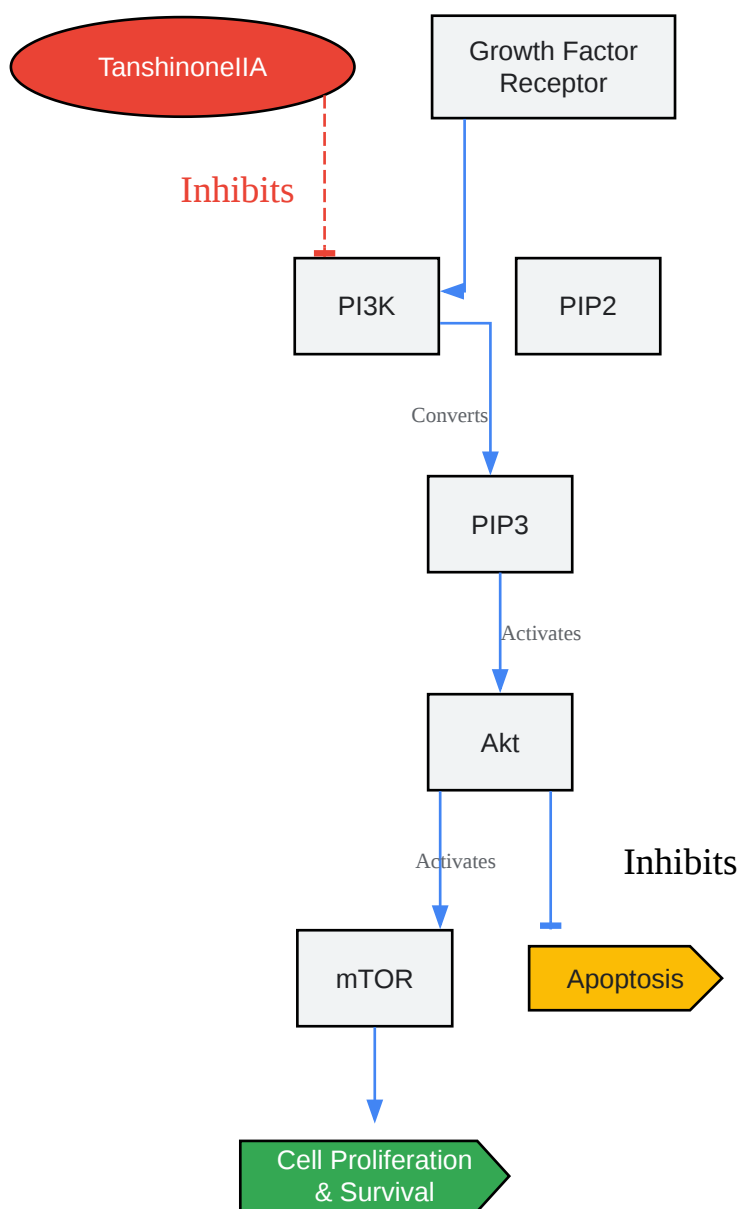 TanshinoneIIA
Growth Factor
Receptor
Inhibits
PI3K
PIP2
Converts
PIP3
Activates
Akt
Activates
Inhibits
mTOR
Apoptosis
Cell Proliferation
& Survival